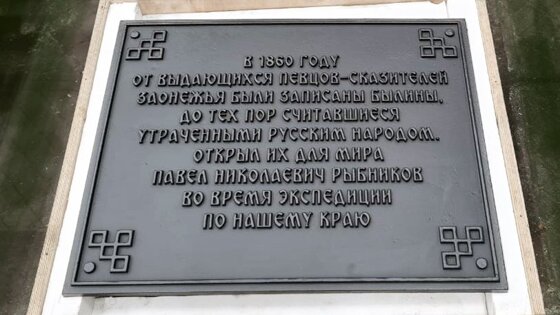 В 1860 ГОДУ
ОТ ВЫДАЮЩИХСЯ ПЕВЦОВ-СКАЗИТЕЛЕЙ
ЗАОНЕЖЬЯ БЫЛИ ЗАПИСАНЫ БЫЛИНЫ,
ДО ТЕХ ПОР СЧИТАВШИЕСЯ
УТРАЧЕННЫМИ РУССКИМ НАРОДОМ.
ОТКРЫЛ ИХ ДЛЯ МИРА
ПАВЕЛ НИКОЛАЕВИЧ РЫБНИКОВ
ВО ВРЕМЯ ЭКСПЕДИЦИИ
ПО НАШЕМУ КРАЮ